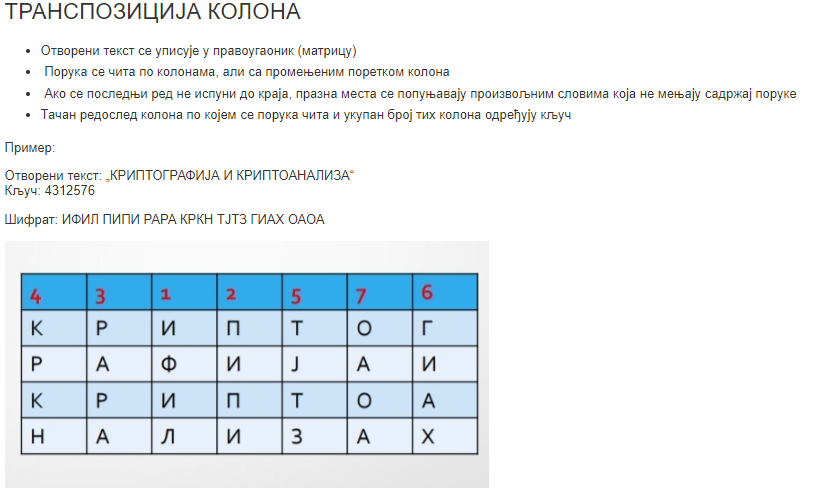 ТРАНСПОЗИЦИЈА КОЛОНА
• Отворени текст се уписује у правоугаоник (матрицу)
• Порука се чита по колонама, али са промењеним поретком колона
• Ако се последњи ред не испуни до краја, празна места се попуњавају произвољним словима која не мењају садржај поруке
• Тачан редослед колона по којем се порука чита и укупан број тих колона одређују кључ
Пример:
Отворени текст: „КРИПТОГРАФИЈА И КРИПТОАНАЛИЗА“
Кључ: 4312576
Шифрат: ИФИЛ ПИПИ РАРА КРКН ТЈТЗ ГИАХ ОАОА
4 3 1 2 5 7 6
К Р И П Т О Г
Р А Ф И Ј А И
К Р И П Т О А
Н А Л И З А Х